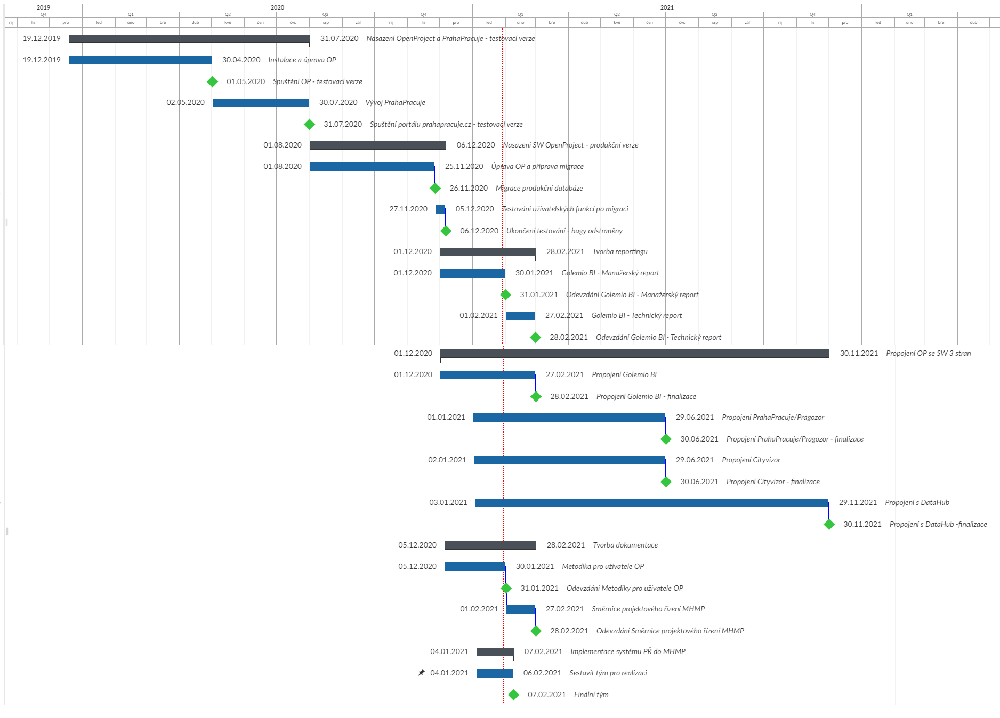 2019 2020 2021
Q4 Q1 Q2 Q3 Q4 Q1 Q2 Q3 Q4 Q1
říj lis pro led úno bře dub kvě čvn čvc srp zář říj lis pro led úno bře dub kvě čvn čvc srp zář říj lis pro led úno bře dub
19.12.2019 31.07.2020 Nasazení OpenProject a PrahaPracuje - testovací verze
19.12.2019 30.04.2020 Instalace a úprava OP
01.05.2020 Spuštění OP - testovací verze
02.05.2020 30.07.2020 Vývoj PrahaPracuje
31.07.2020 Spuštění portálu prahapracuje.cz - testovací verze
01.08.2020 06.12.2020 Nasazení SW OpenProject - produkční verze
01.08.2020 25.11.2020 Úprava OP a příprava migrace
26.11.2020 Migrace produkční databáze
27.11.2020 05.12.2020 Testování uživatelských funkcí po migraci
06.12.2020 Ukončení testování - bugy odstraněny
01.12.2020 28.02.2021 Tvorba reportingu
01.12.2020 30.01.2021 Golemio BI - Manažerský report
31.01.2021 Odevzdání Golemio BI - Manažerský report
01.02.2021 27.02.2021 Golemio BI - Technický report
28.02.2021 Odevzdání Golemio BI - Technický report
01.12.2020 30.11.2021 Propojení OP se SW 3 stran
01.12.2020 27.02.2021 Propojení Golemio BI
28.02.2021 Propojení Golemio BI - finalizace
01.01.2021 29.06.2021 Propojení PrahaPracuje/Pragozor
30.06.2021 Propojení PrahaPracuje/Pragozor - finalizace
02.01.2021 29.06.2021 Propojení Cityvizor
30.06.2021 Propojení Cityvizor - finalizace
03.01.2021 29.11.2021 Propojení s DataHub
30.11.2021 Propojení s DataHub -finalizace
05.12.2020 28.02.2021 Tvorba dokumentace
05.12.2020 30.01.2021 Metodika pro uživatele OP
31.01.2021 Odevzdání Metodiky pro uživatele OP
01.02.2021 27.02.2021 Směrnice projektového řízení MHMP
28.02.2021 Odevzdání Směrnice projektového řízení MHMP
04.01.2021 07.02.2021 Implementace systému PŘ do MHMP
04.01.2021 06.02.2021 Sestavit tým pro realizaci
07.02.2021 Finální tým